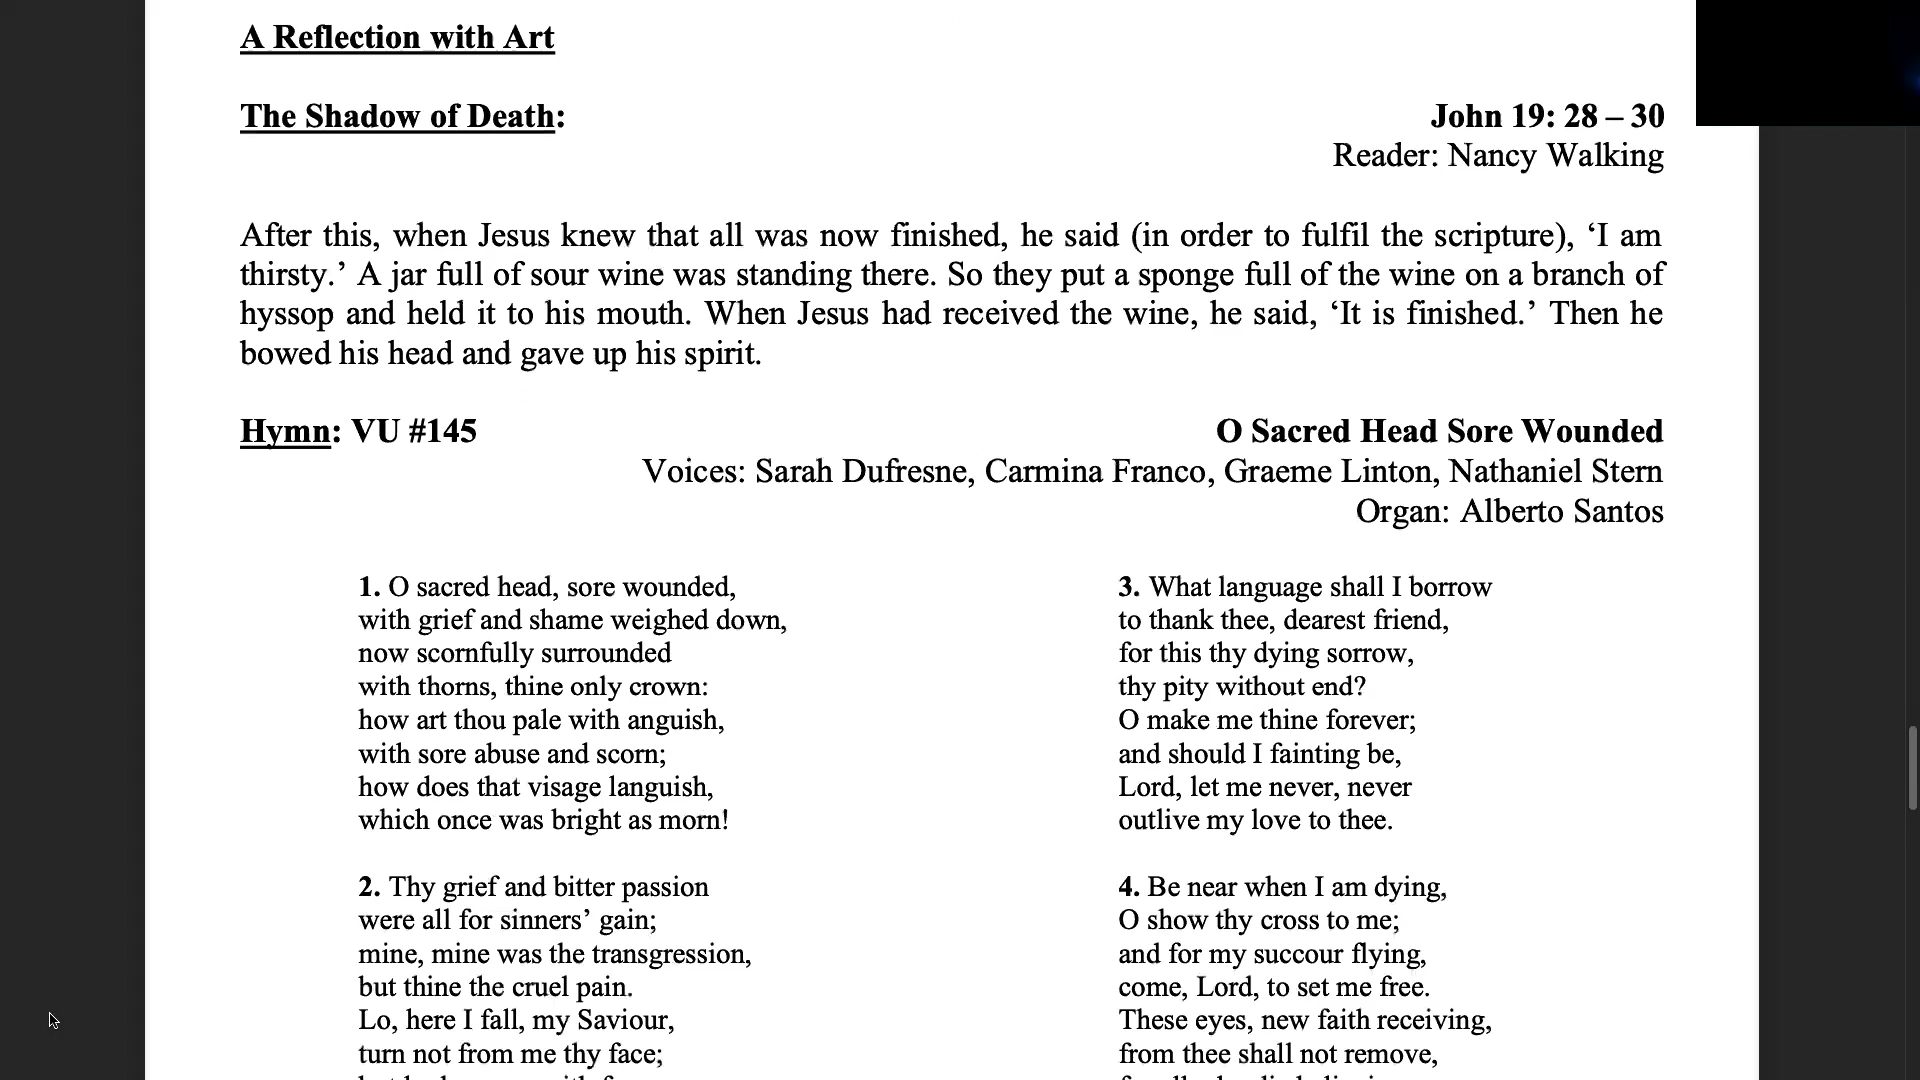 A Reflection with Art
The Shadow of Death:
John 19: 28 – 30
Reader: Nancy Walking
After this, when Jesus knew that all was now finished, he said (in order to fulfil the scripture), ‘I am
thirsty.’ A jar full of sour wine was standing there. So they put a sponge full of the wine on a branch of
hyssop and held it to his mouth. When Jesus had received the wine, he said, ‘It is finished.’ Then he
bowed his head and gave up his spirit.
Hymn: VU #145
O Sacred Head Sore Wounded
Voices: Sarah Dufresne, Carmina Franco, Graeme Linton, Nathaniel Stern
Organ: Alberto Santos
1. O sacred head, sore wounded,
with grief and shame weighed down,
now scornfully surrounded
with thorns, thine only crown:
how art thou pale with anguish,
with sore abuse and scorn;
how does that visage languish,
which once was bright as morn!
2. Thy grief and bitter passion
were all for sinners’ gain;
mine, mine was the transgression,
but thine the cruel pain.
Lo, here I fall, my Saviour,
turn not from me thy face;
3. What language shall I borrow
to thank thee, dearest friend,
for this thy dying sorrow,
thy pity without end?
O make me thine forever;
and should I fainting be,
Lord, let me never, never
outlive my love to thee.
4. Be near when I am dying,
O show thy cross to me;
and for my succour flying,
come, Lord, to set me free.
These eyes, new faith receiving,
from thee shall not remove,